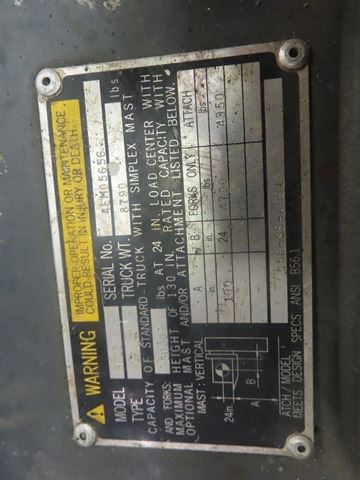 WARNING
IMPROPER OPERATION OR MAINTENANCE
COULD RESULT IN INJURY OR DEATH.
MODEL SERIAL No. 4EM05656
TYPE TRUCK WT. 8790 lbs
CAPACITY OF STANDARD TRUCK WITH SIMPLEX MAST
AND FORKS: lbs AT 24 IN. LOAD CENTER WITH
MAXIMUM HEIGHT OF 130 IN. RATED CAPACITY WITH
OPTIONAL MAST AND/OR ATTACHMENT LISTED BELOW.
MAST: VERTICAL A B FORKS ONLY ATTACH
in. in. lbs lbs
24 4350
24in. B A
ATCH/MODEL
MEETS DESIGN SPECS ANSI B56.1